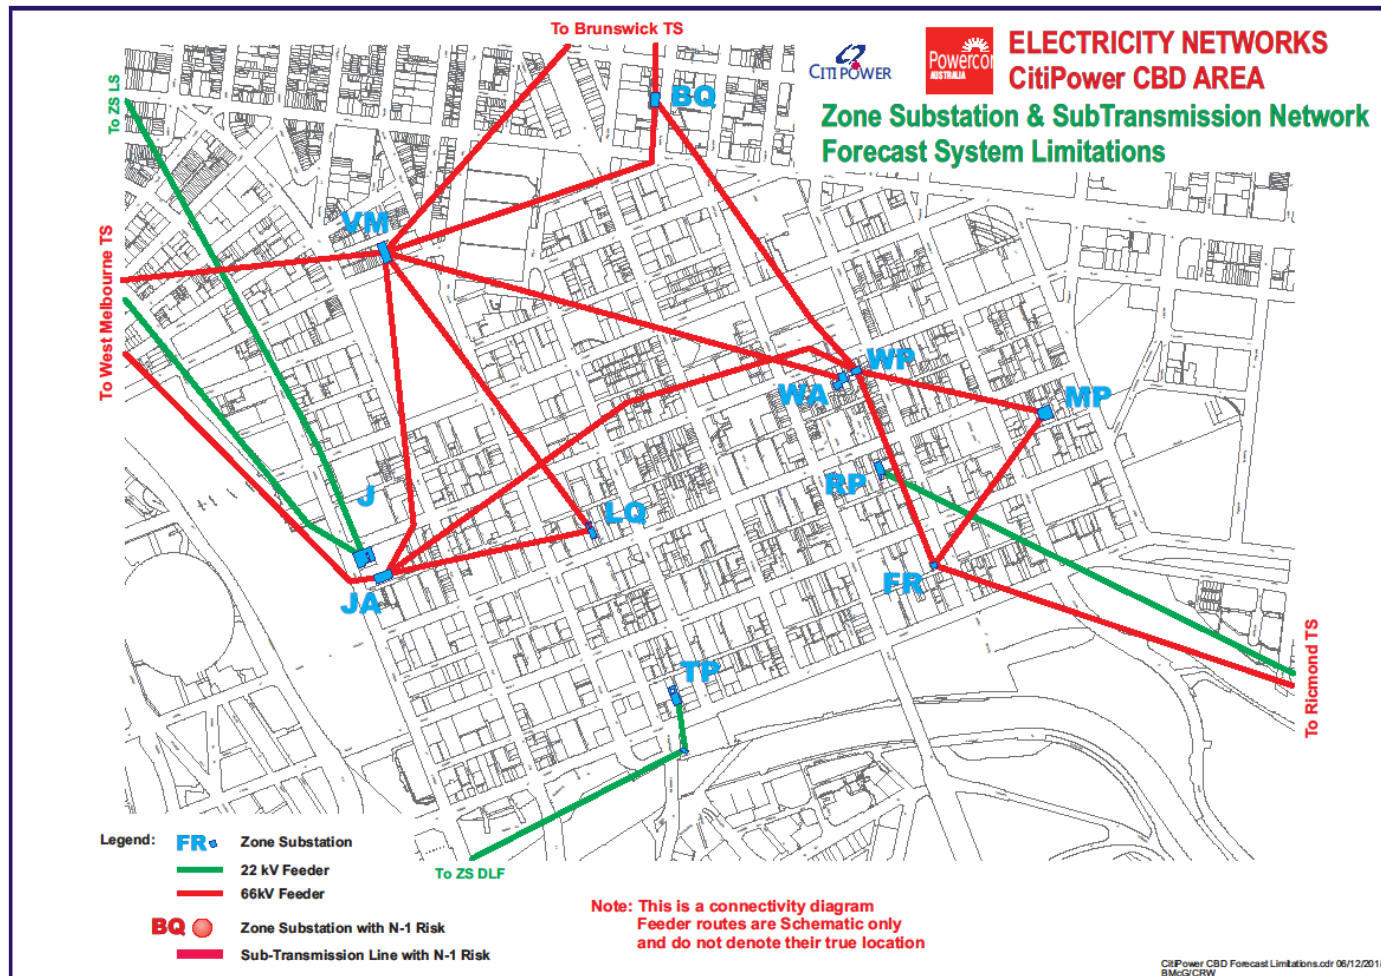 To Brunswick TS
CITIPOWER
Powercor
AUSTRALIA
ELECTRICITY NETWORKS
CitiPower CBD AREA
Zone Substation & SubTransmission Network
Forecast System Limitations
To ZS LS
BQ
VM
To West Melbourne TS
WP
WA
MP
RP
J
LQ
FR
JA
TP
To Ricmond TS
To ZS DLF
Legend:
FR Zone Substation
22 kV Feeder
66kV Feeder
BQ Zone Substation with N-1 Risk
Sub-Transmission Line with N-1 Risk
Note: This is a connectivity diagram
Feeder routes are Schematic only
and do not denote their true location
CitiPower CBD Forecast Limitations.cdr 06/12/2018
BMcG/CRW